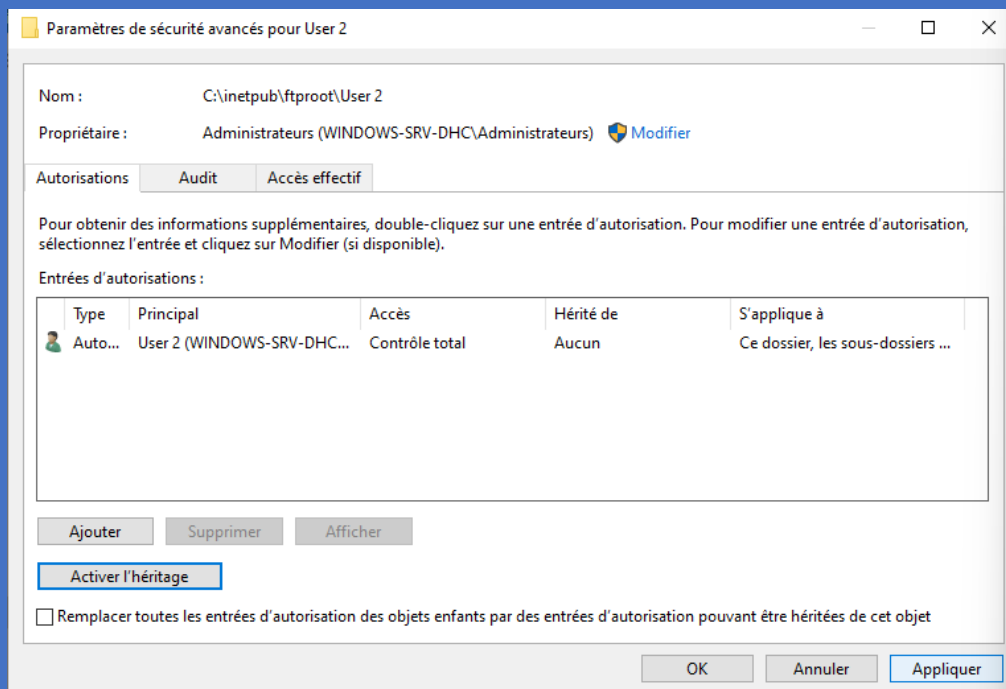 Paramètres de sécurité avancés pour User 2
Nom : C:\inetpub\ftproot\User 2
Propriétaire : Administrateurs (WINDOWS-SRV-DHC\Administrateurs) Modifier
Autorisations Audit Accès effectif
Pour obtenir des informations supplémentaires, double-cliquez sur une entrée d'autorisation. Pour modifier une entrée d'autorisation,
sélectionnez l'entrée et cliquez sur Modifier (si disponible).
Entrées d'autorisations :
Type Principal Accès Hérité de S'applique à
Auto... User 2 (WINDOWS-SRV-DHC... Contrôle total Aucun Ce dossier, les sous-dossiers ...
Ajouter Supprimer Afficher
Activer l'héritage
Remplacer toutes les entrées d'autorisation des objets enfants par des entrées d'autorisation pouvant être héritées de cet objet
OK Annuler Appliquer